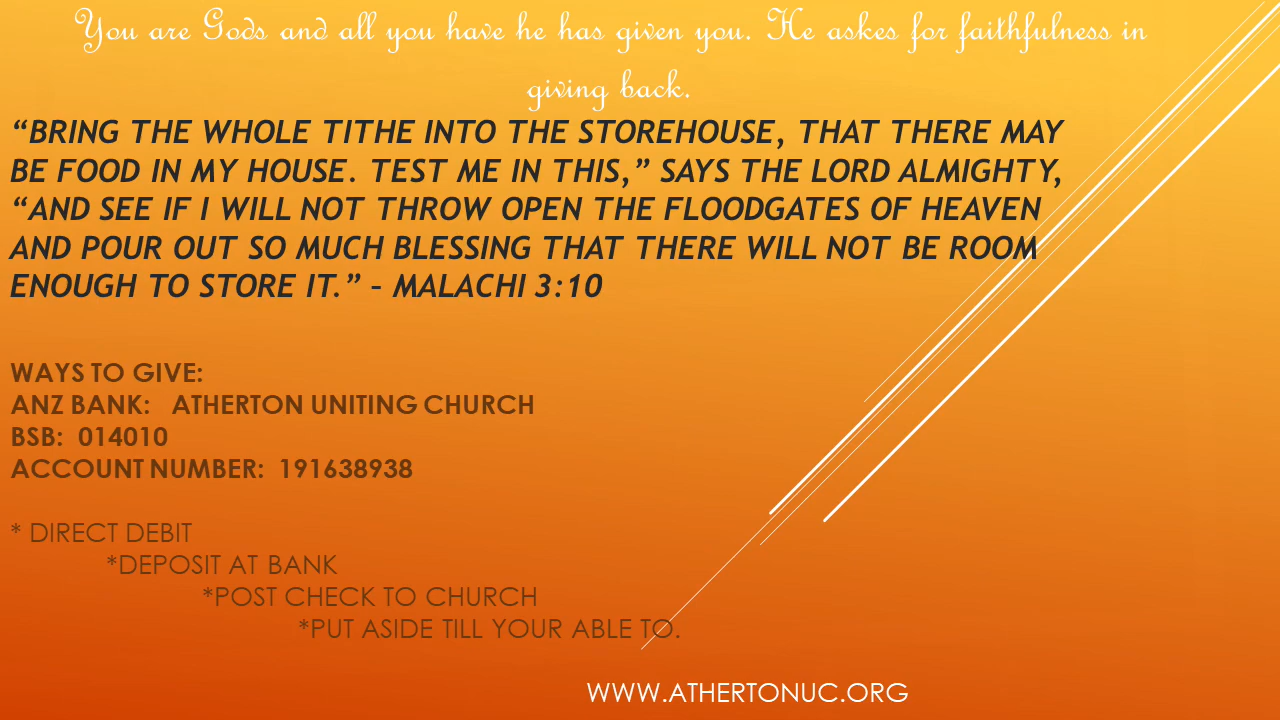 You are Gods and all you have he has given you. He askes for faithfulness in
giving back.
“BRING THE WHOLE TITHE INTO THE STOREHOUSE, THAT THERE MAY
BE FOOD IN MY HOUSE. TEST ME IN THIS,” SAYS THE LORD ALMIGHTY,
“AND SEE IF I WILL NOT THROW OPEN THE FLOODGATES OF HEAVEN
AND POUR OUT SO MUCH BLESSING THAT THERE WILL NOT BE ROOM
ENOUGH TO STORE IT.” – MALACHI 3:10
WAYS TO GIVE:
ANZ BANK: ATHERTON UNITING CHURCH
BSB: 014010
ACCOUNT NUMBER: 191638938
* DIRECT DEBIT
*DEPOSIT AT BANK
*POST CHECK TO CHURCH
*PUT ASIDE TILL YOUR ABLE TO.
WWW.ATHERTONUC.ORG